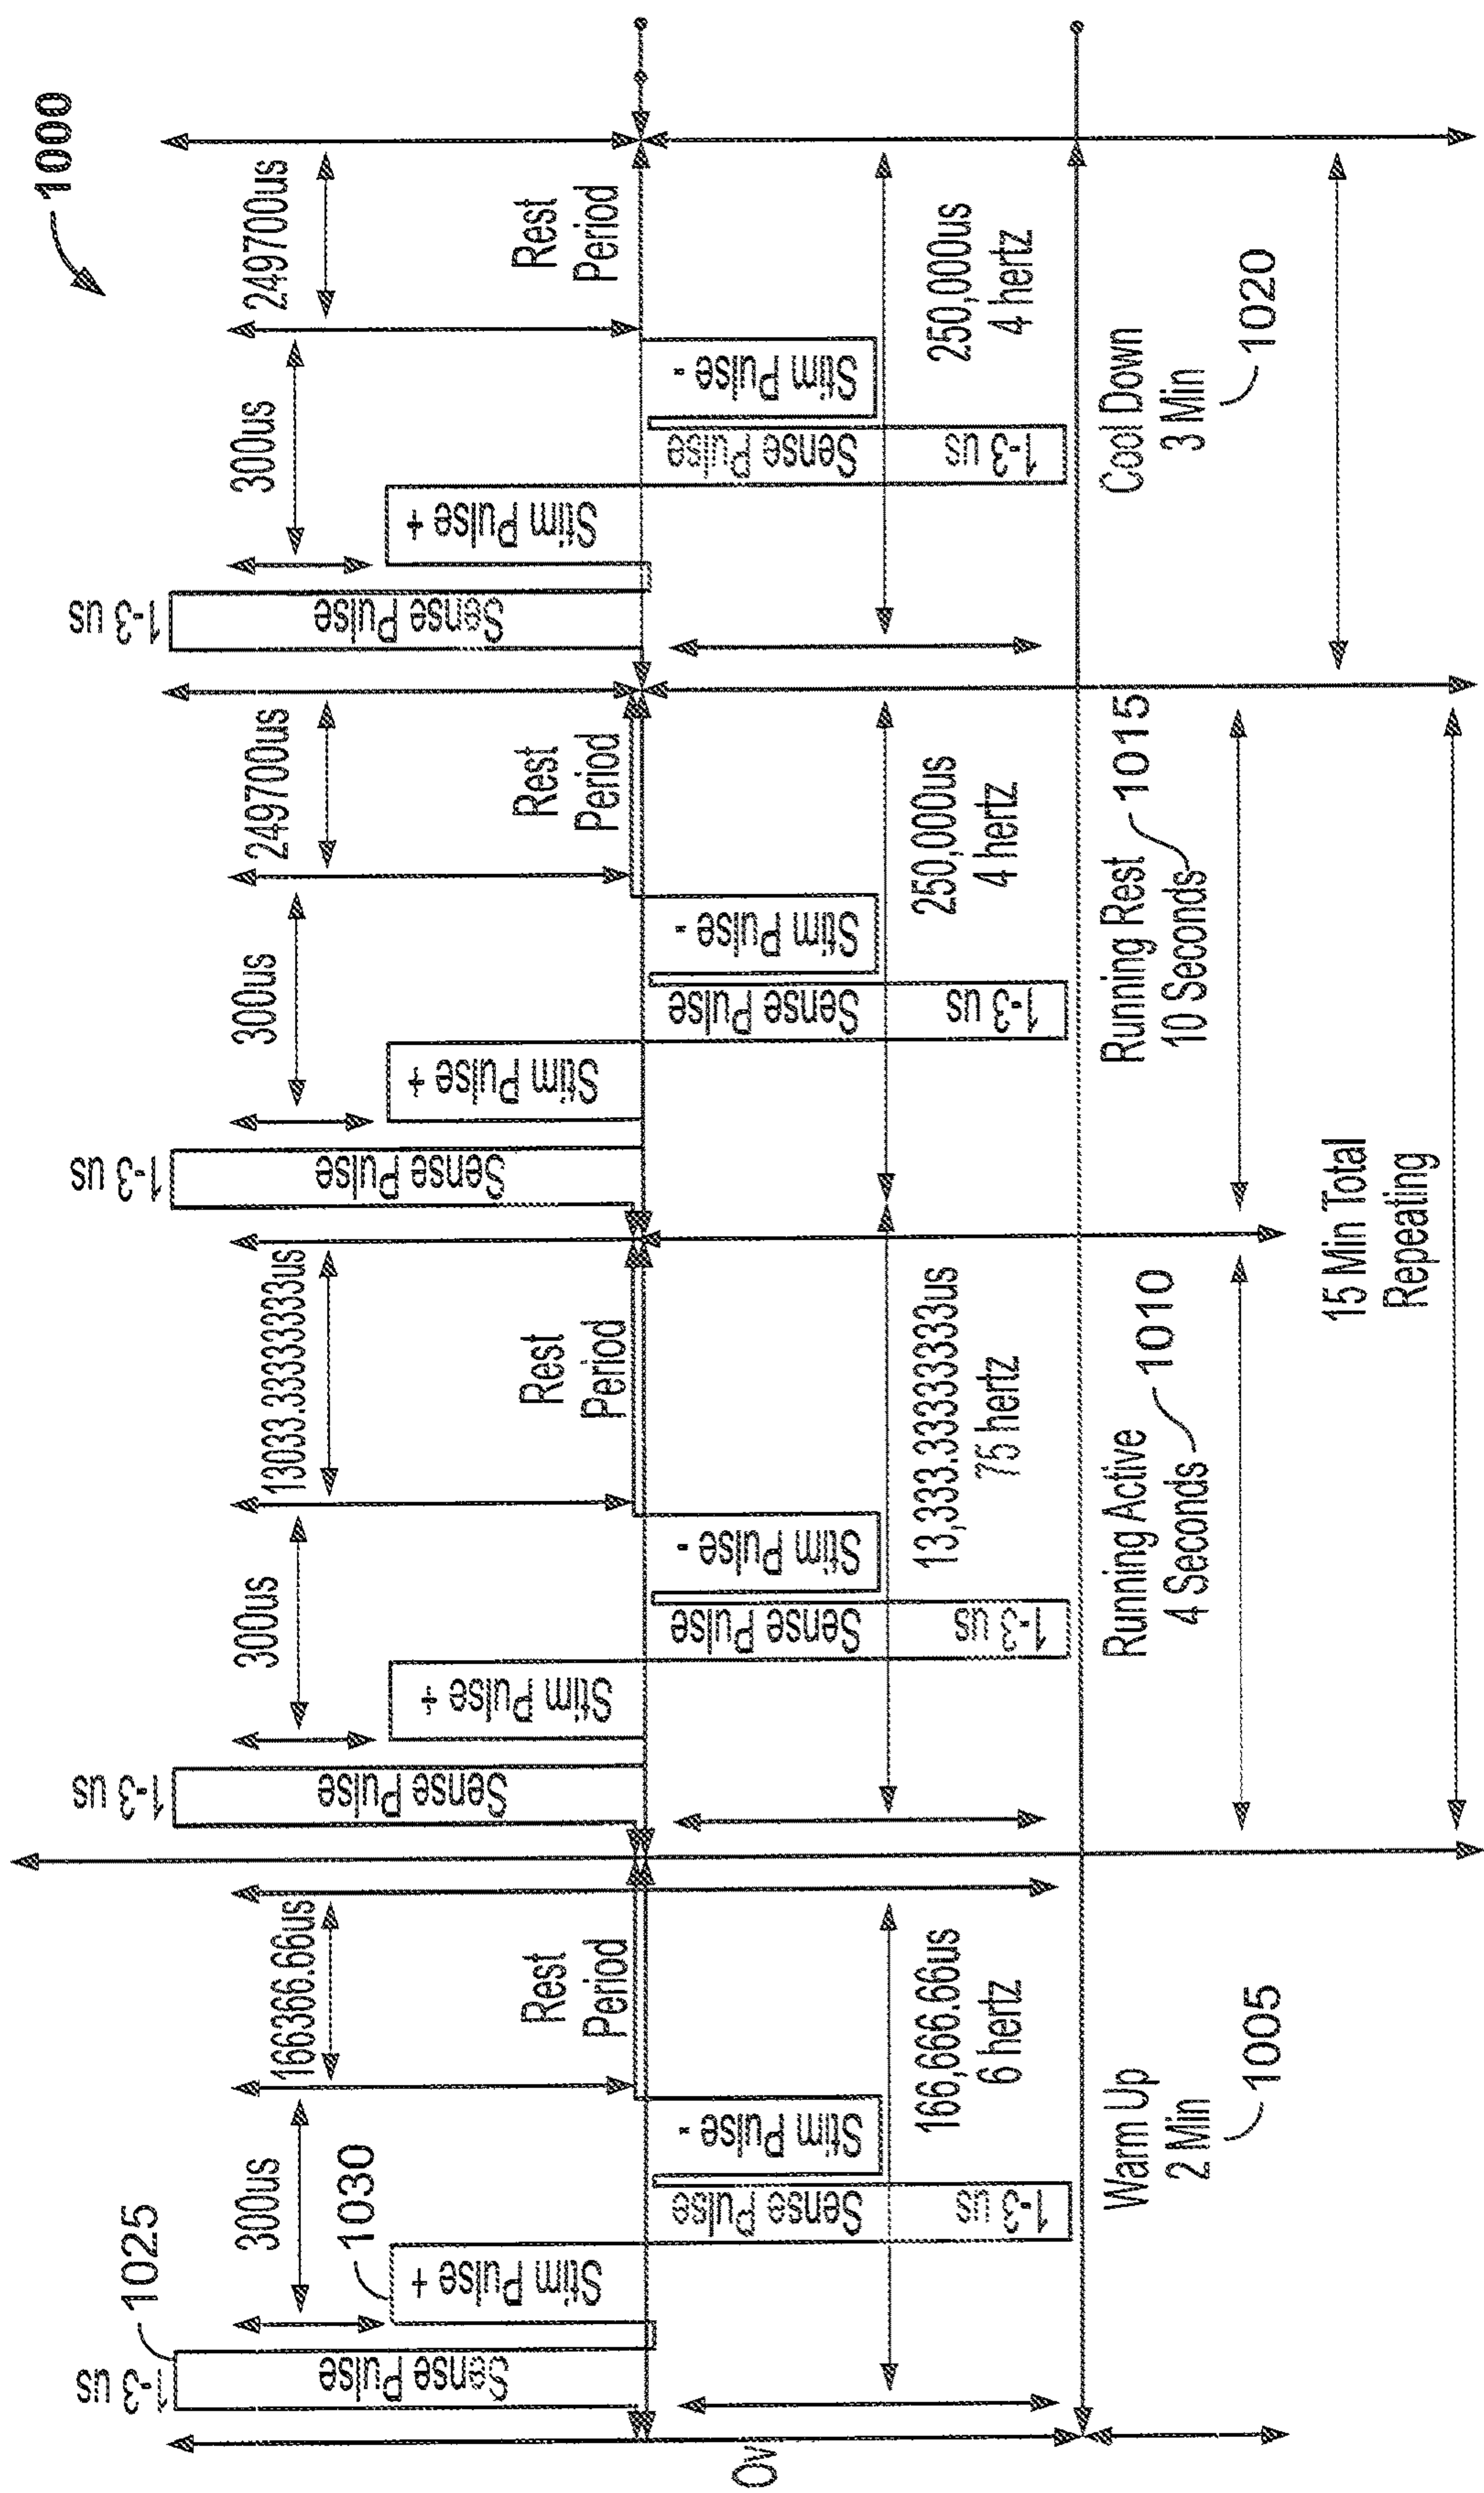 1000
1-3 us
1025
Sense Pulse
300us
1030
Stim Pulse +
Sense Pulse
1-3 us
Stim Pulse -
166366.66us
Rest
Period
166,666.66us
6 hertz
0v
Warm Up
2 Min
1005
1-3 us
Sense Pulse
300us
Stim Pulse +
Sense Pulse
1-3 us
Stim Pulse -
13033.3333333333us
Rest
Period
13,333.3333333333us
75 hertz
Running Active
4 Seconds
1010
1-3 us
Sense Pulse
300us
Stim Pulse +
Sense Pulse
1-3 us
Stim Pulse -
249700us
Rest
Period
250,000us
4 hertz
Running Rest
10 Seconds
1015
15 Min Total
Repeating
1-3 us
Sense Pulse
300us
Stim Pulse +
Sense Pulse
1-3 us
Stim Pulse -
249700us
Rest
Period
250,000us
4 hertz
Cool Down
3 Min
1020